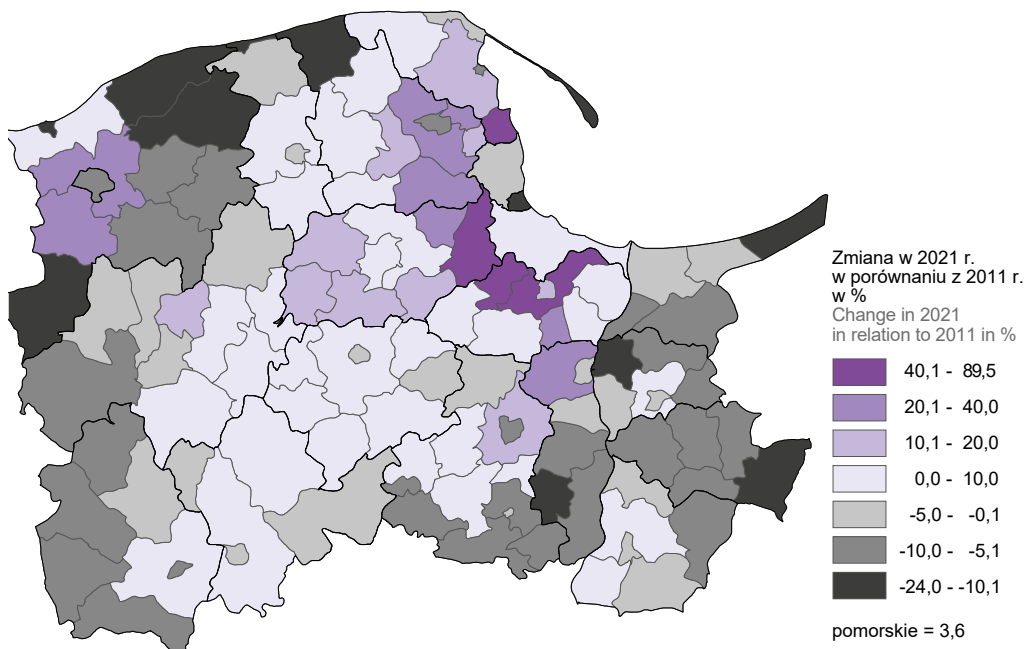 Zmiana w 2021 r.
w porównaniu z 2011 r.
w %
Change in 2021
in relation to 2011 in %
40,1 - 89,5
20,1 - 40,0
10,1 - 20,0
0,0 - 10,0
-5,0 - -0,1
-10,0 - -5,1
-24,0 - -10,1
pomorskie = 3,6